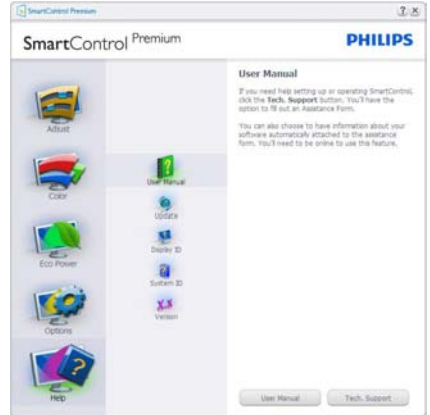 SmartControl Premium
SmartControl Premium
PHILIPS
Adjust
Color
Eco Power
Options
Help
User Manual
Update
Display ID
System ID
Version
User Manual
If you need help setting up or operating SmartControl,
click the Tech. Support button. You'll have the
option to fill out an Assistance Form.
You can also choose to have information about your
software automatically attached to the assistance
form. You'll need to be online to use this feature.
User Manual
Tech. Support